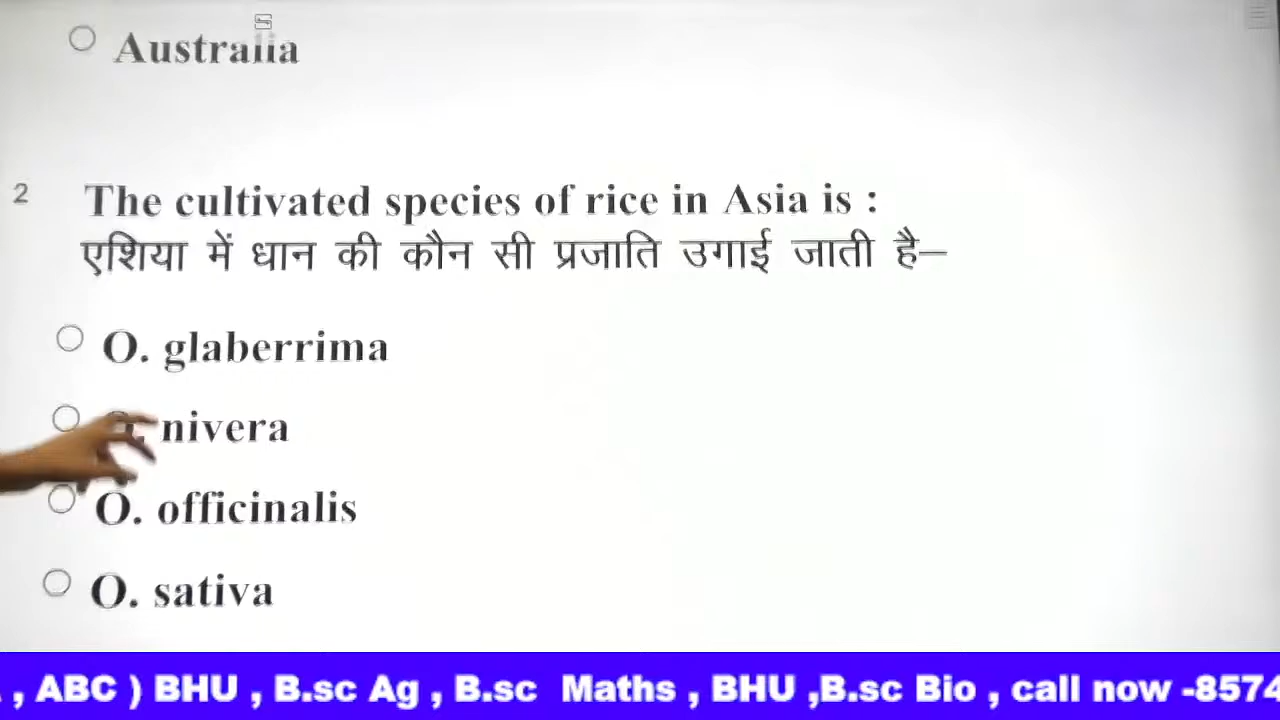 Australia
2 The cultivated species of rice in Asia is :
एशिया में धान की कौन सी प्रजाति उगाई जाती है–
O. glaberrima
nivera
O. officinalis
O. sativa
, ABC ) BHU , B.sc Ag , B.sc Maths , BHU ,B.sc Bio , call now -8574